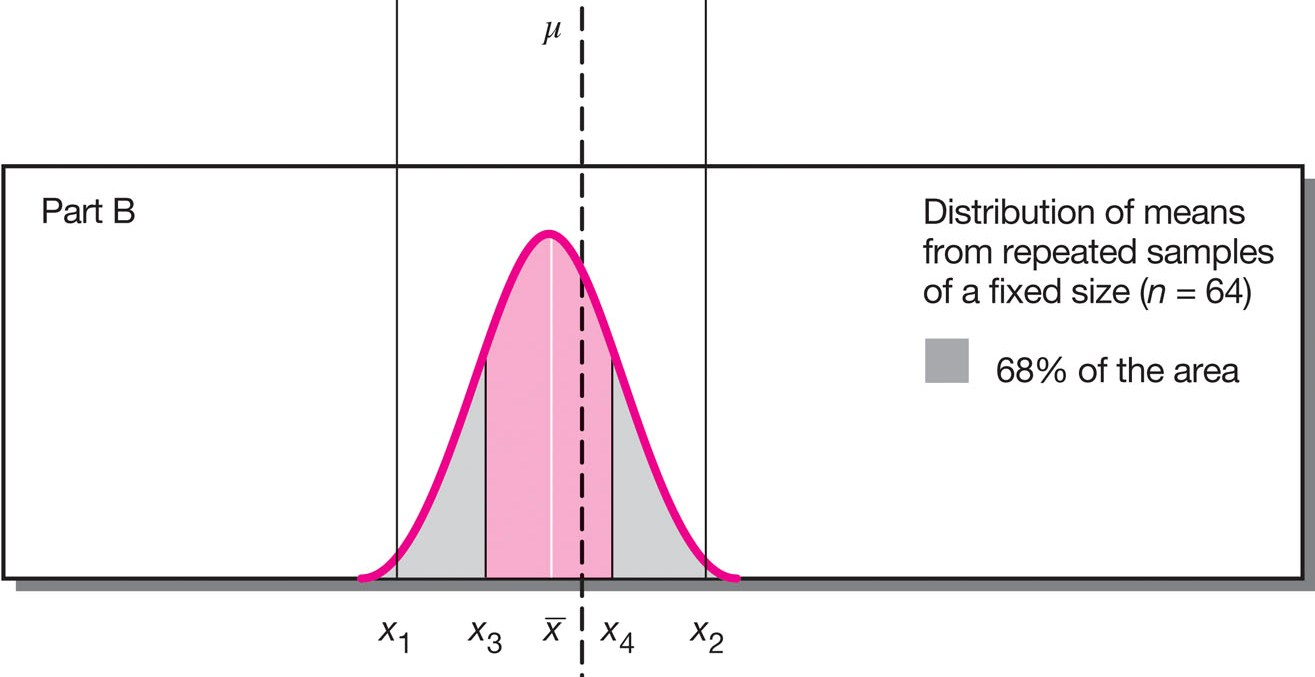 μ
Part B
Distribution of means
from repeated samples
of a fixed size (n = 64)
68% of the area
x₁ x₃ x̅ x₄ x₂